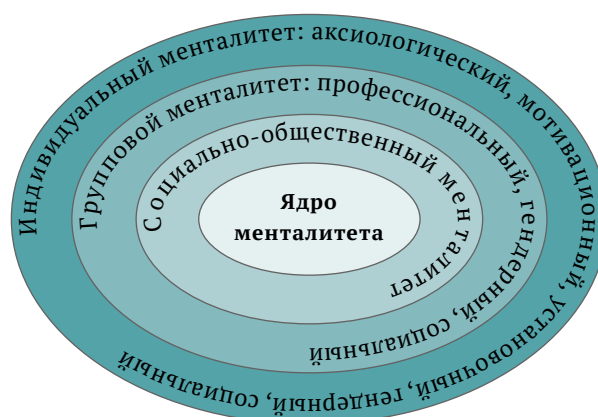 Индивидуальный менталитет: аксиологический, мотивационный, установочный, гендерный, социальный
Групповой менталитет: профессиональный, гендерный, социальный
Социально-общественный менталитет
Ядро
менталитета